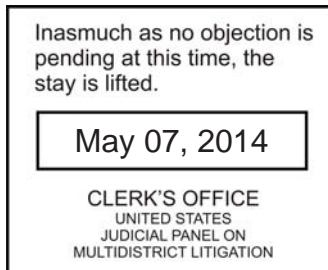 Inasmuch as no objection is
pending at this time, the
stay is lifted.
May 07, 2014
CLERK'S OFFICE
UNITED STATES
JUDICIAL PANEL ON
MULTIDISTRICT LITIGATION